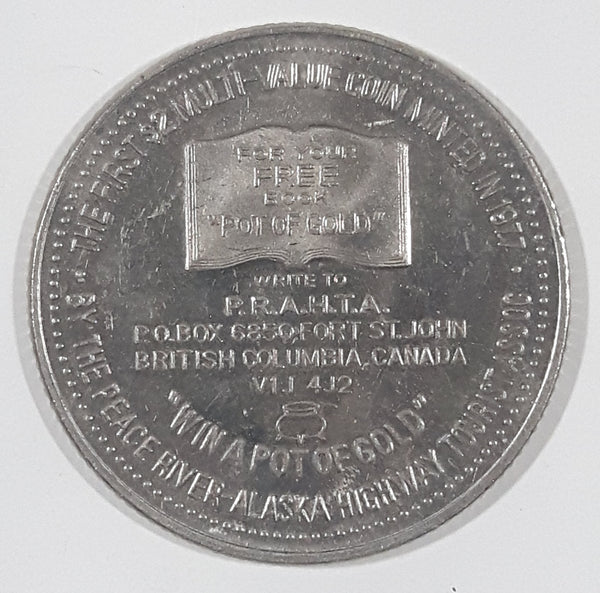 THE FIRST $2 MULTI-VALUE COIN MINTED IN 1977 •
BY THE PEACE RIVER-ALASKA HIGHWAY TOURIST ASSOC.
FOR YOUR
FREE
BOOK
"POT OF GOLD"
WRITE TO
P.R.A.H.T.A.
P.O. BOX 6850, FORT ST. JOHN
BRITISH COLUMBIA, CANADA
V1J 4J2
"WIN A POT OF GOLD"